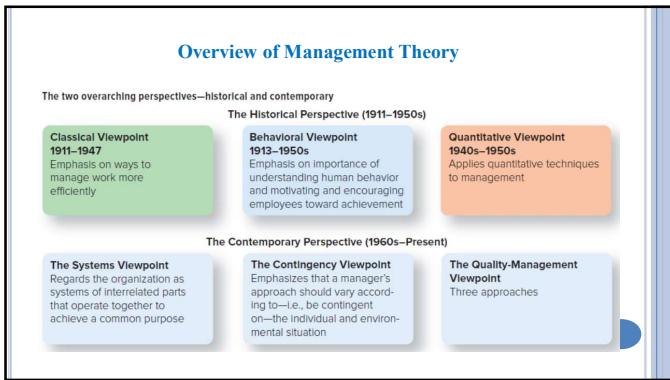 Overview of Management Theory
The two overarching perspectives—historical and contemporary
The Historical Perspective (1911–1950s)
Classical Viewpoint
1911–1947
Emphasis on ways to
manage work more
efficiently
Behavioral Viewpoint
1913–1950s
Emphasis on importance of
understanding human behavior
and motivating and encouraging
employees toward achievement
Quantitative Viewpoint
1940s–1950s
Applies quantitative techniques
to management
The Contemporary Perspective (1960s–Present)
The Systems Viewpoint
Regards the organization as
systems of interrelated parts
that operate together to
achieve a common purpose
The Contingency Viewpoint
Emphasizes that a manager's
approach should vary accord-
ing to—i.e., be contingent
on—the individual and environ-
mental situation
The Quality-Management
Viewpoint
Three approaches